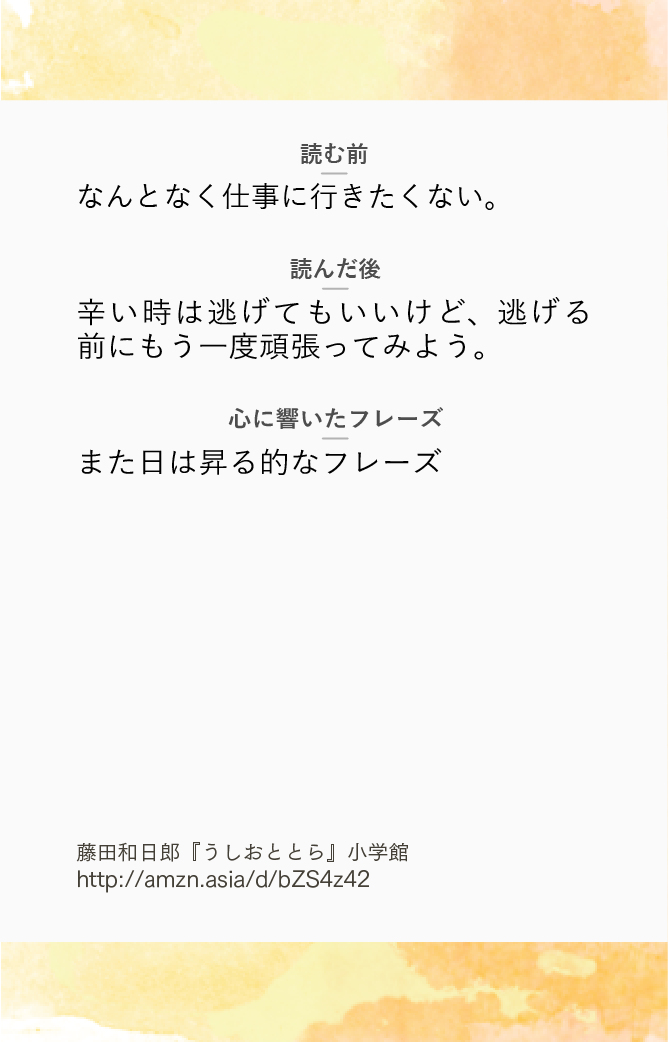 読む前
なんとなく仕事に行きたくない。
読んだ後
辛い時は逃げてもいいけど、逃げる
前にもう一度頑張ってみよう。
心に響いたフレーズ
また日は昇る的なフレーズ
藤田和日郎『うしおととら』小学館
http://amzn.asia/d/bZS4z42